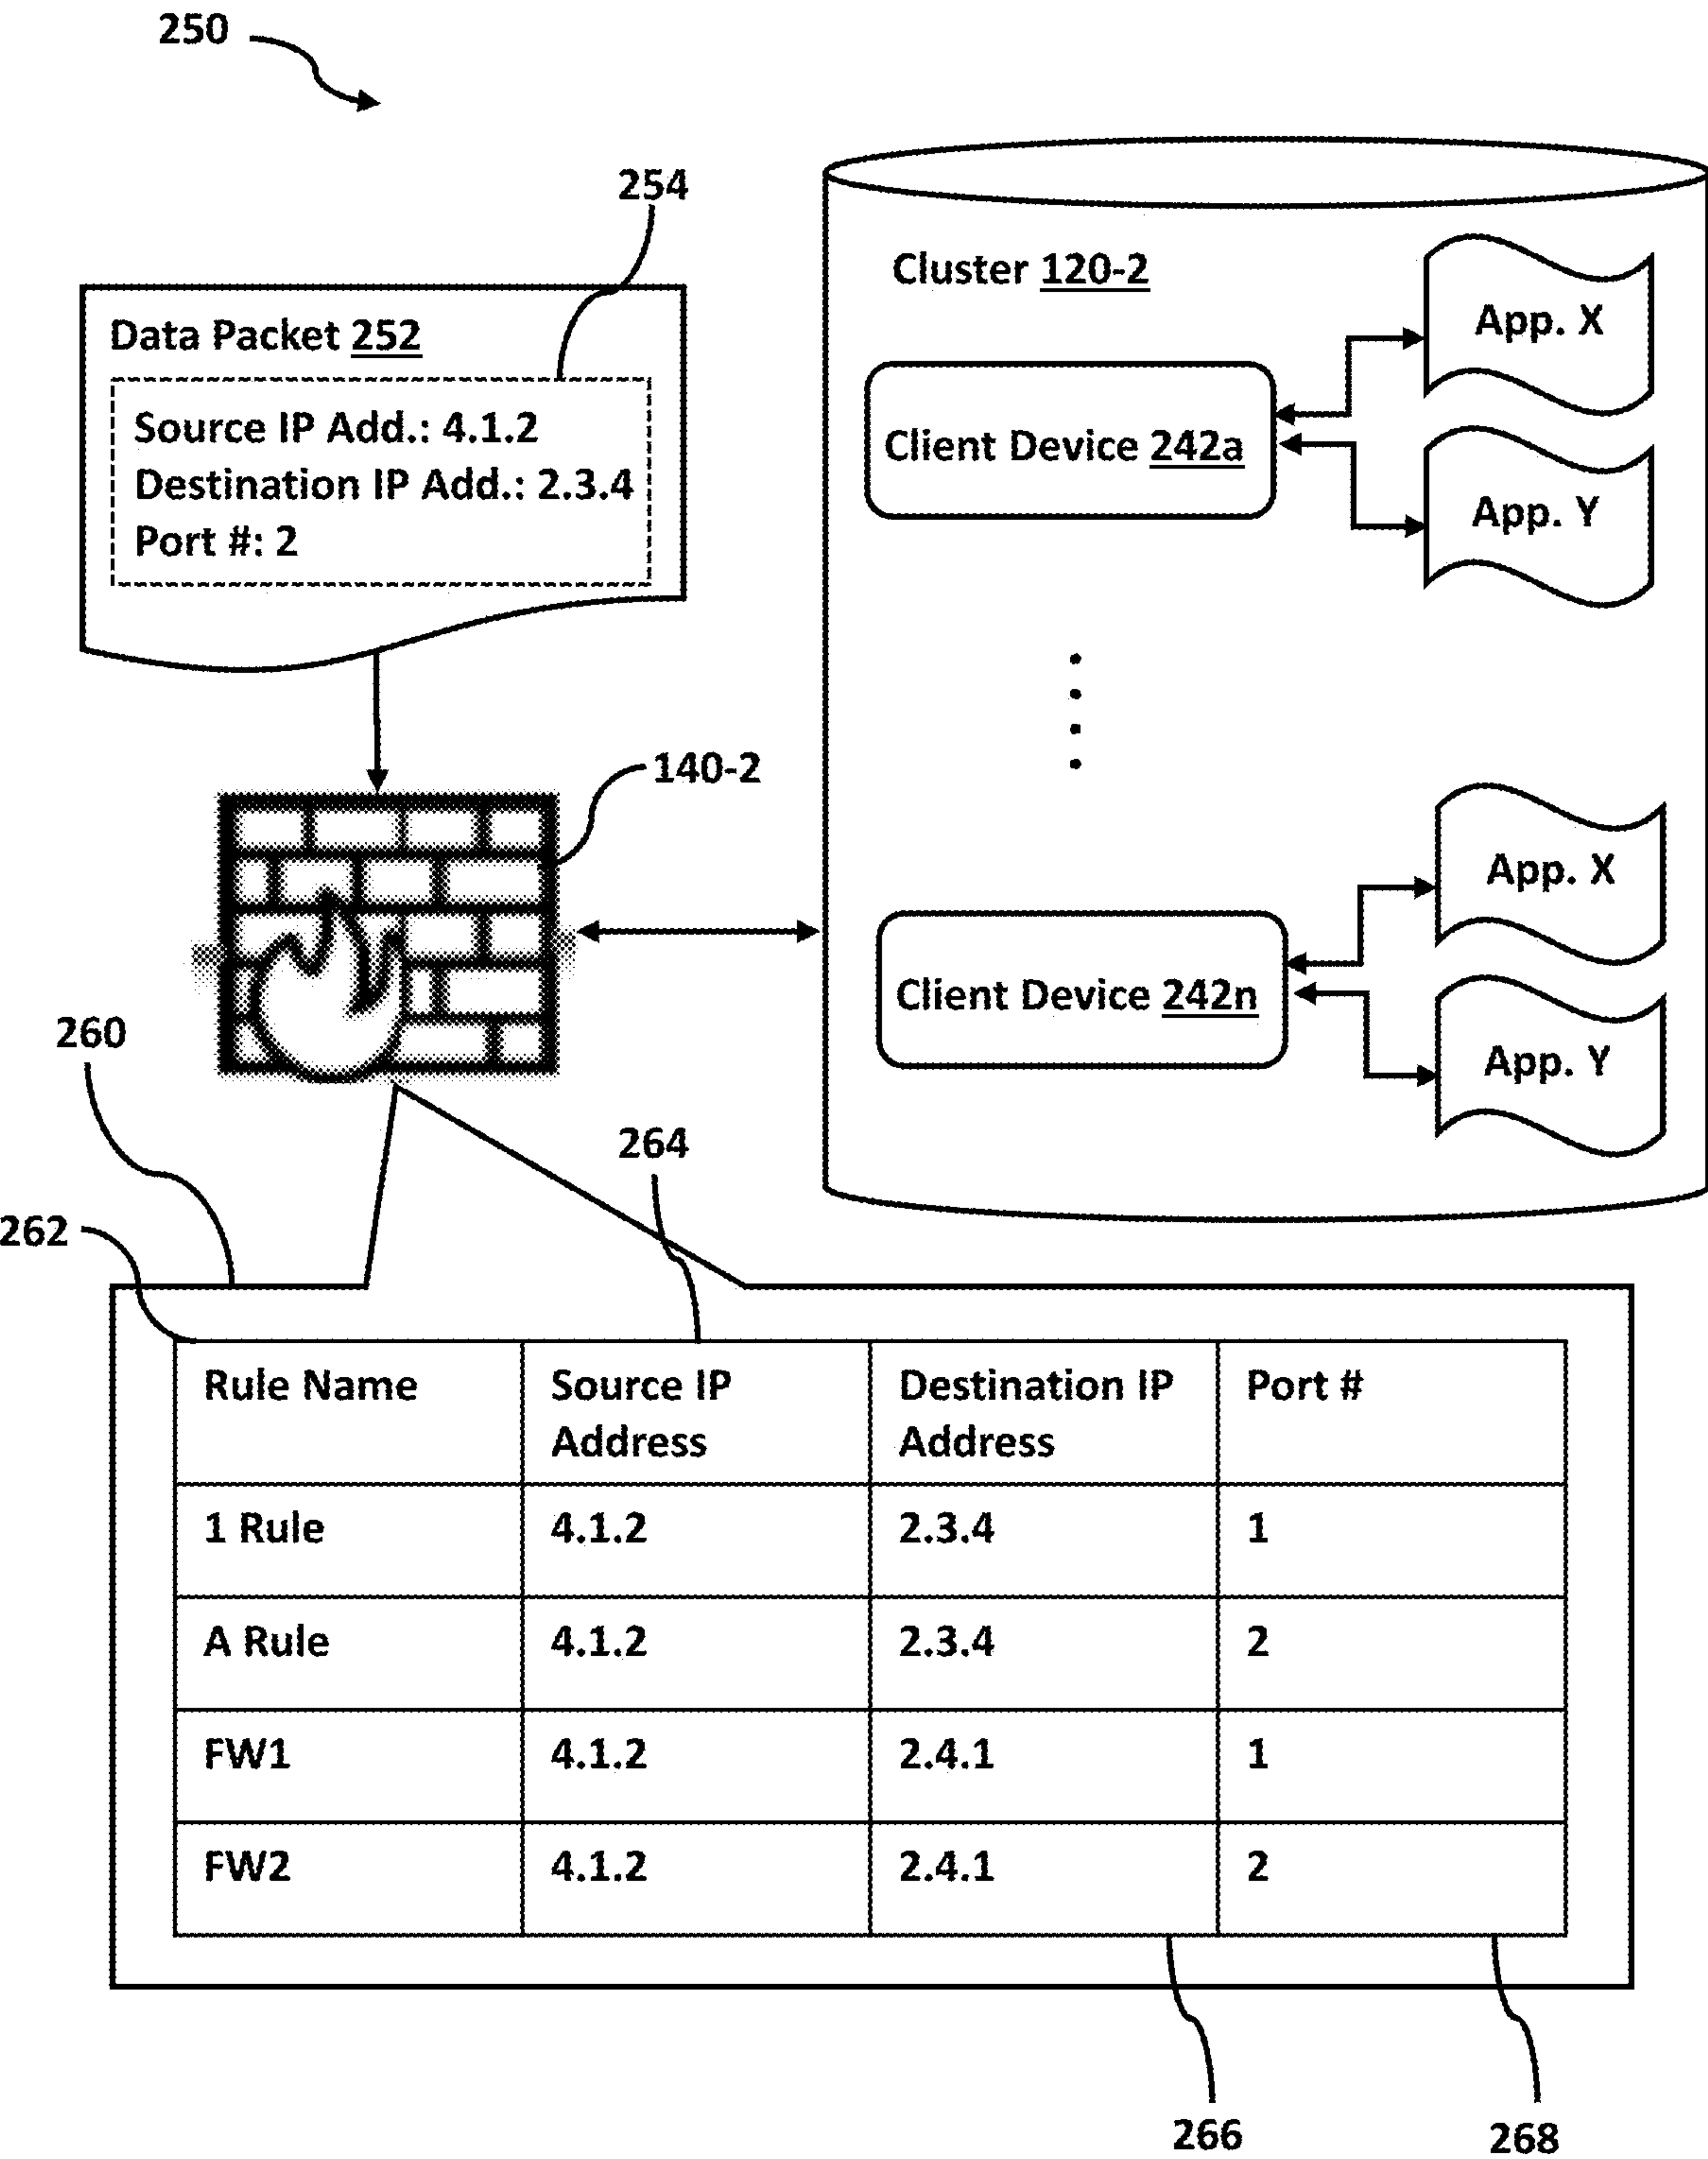 250
254
Data Packet 252
Source IP Add.: 4.1.2
Destination IP Add.: 2.3.4
Port #: 2
Cluster 120-2
App. X
Client Device 242a
App. Y
140-2
App. X
Client Device 242n
App. Y
260
264
262
Rule Name
Source IP
Address
Destination IP
Address
Port #
1 Rule 4.1.2 2.3.4 1
A Rule 4.1.2 2.3.4 2
FW1 4.1.2 2.4.1 1
FW2 4.1.2 2.4.1 2
266
268